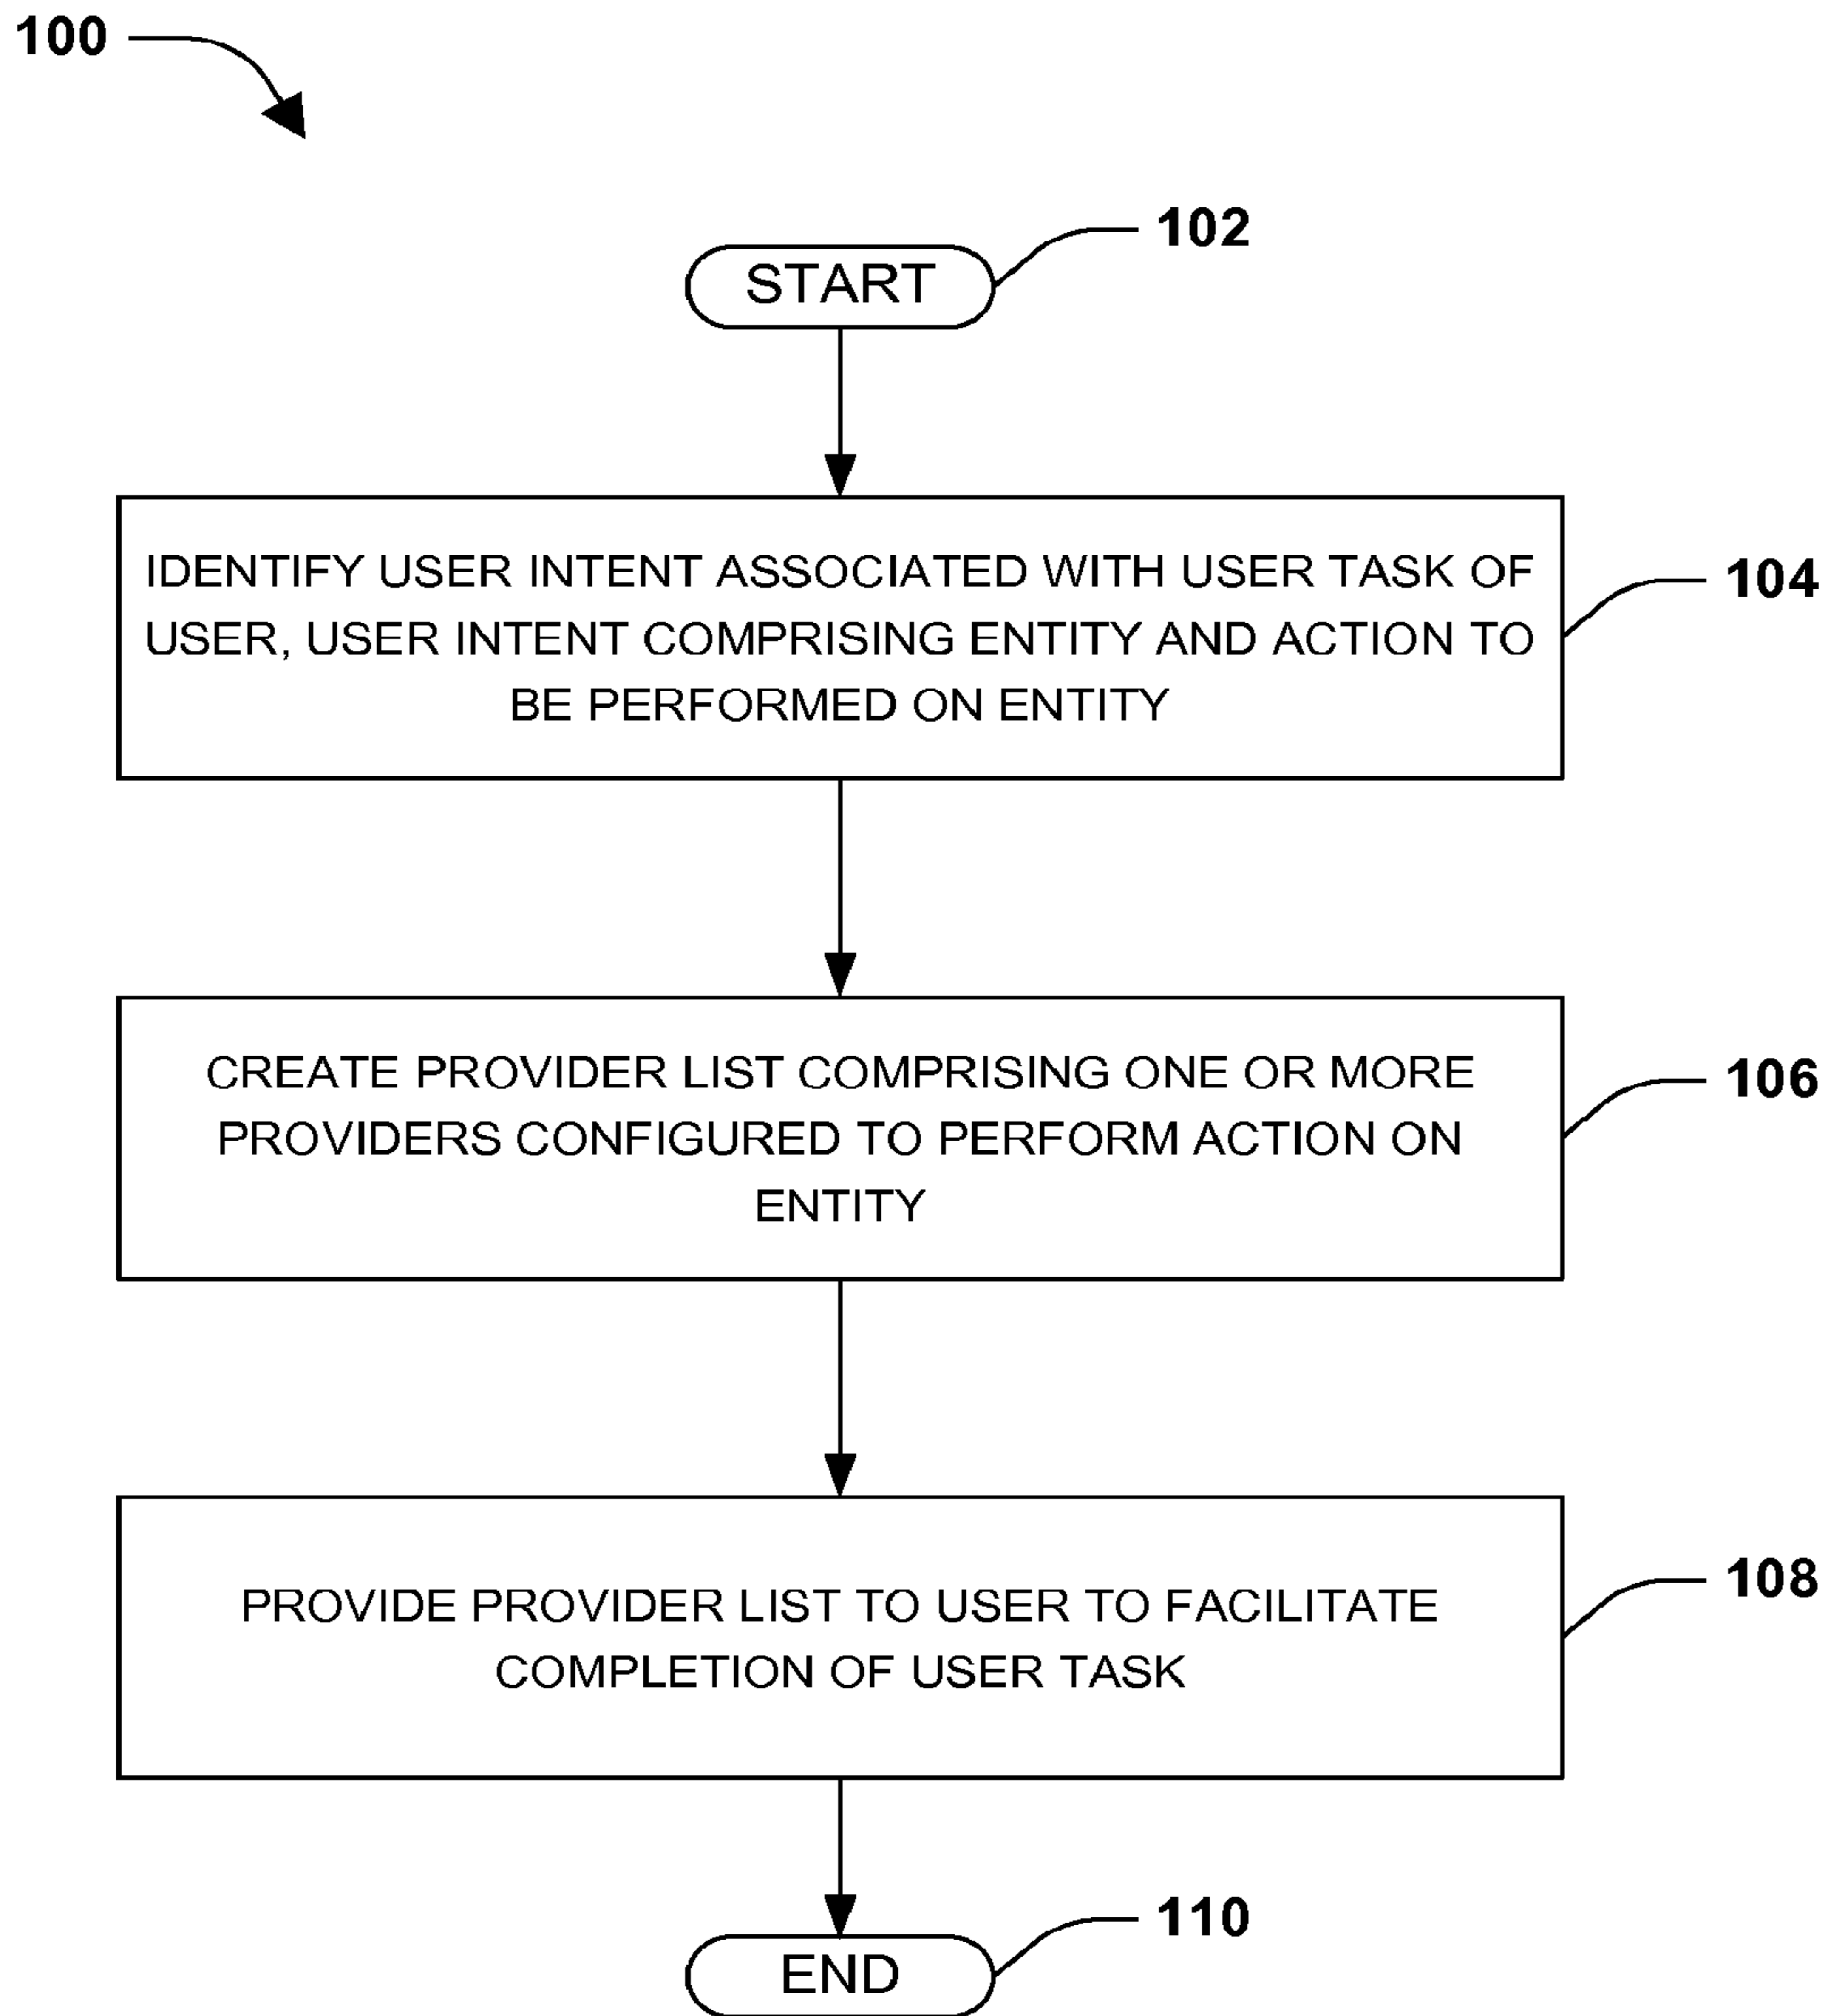 100
102
START
IDENTIFY USER INTENT ASSOCIATED WITH USER TASK OF
USER, USER INTENT COMPRISING ENTITY AND ACTION TO
BE PERFORMED ON ENTITY
104
CREATE PROVIDER LIST COMPRISING ONE OR MORE
PROVIDERS CONFIGURED TO PERFORM ACTION ON
ENTITY
106
PROVIDE PROVIDER LIST TO USER TO FACILITATE
COMPLETION OF USER TASK
108
110
END